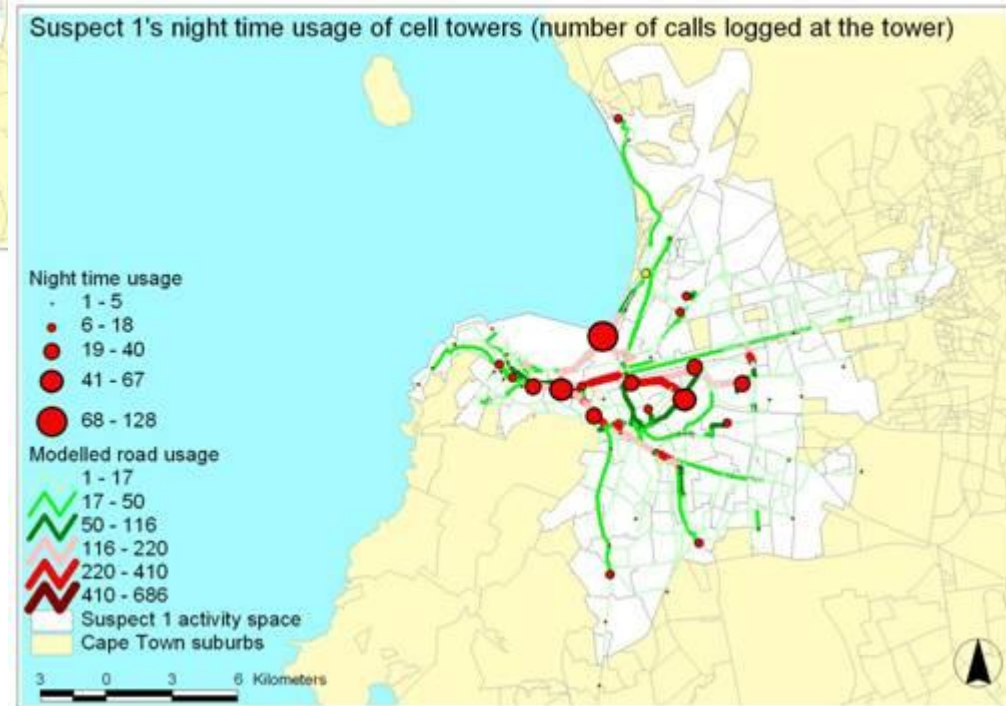 Suspect 1's night time usage of cell towers (number of calls logged at the tower)
Night time usage
1 - 5
6 - 18
19 - 40
41 - 67
68 - 128
Modelled road usage
1 - 17
17 - 50
50 - 116
116 - 220
220 - 410
410 - 686
Suspect 1 activity space
Cape Town suburbs
3 0 3 6 Kilometers